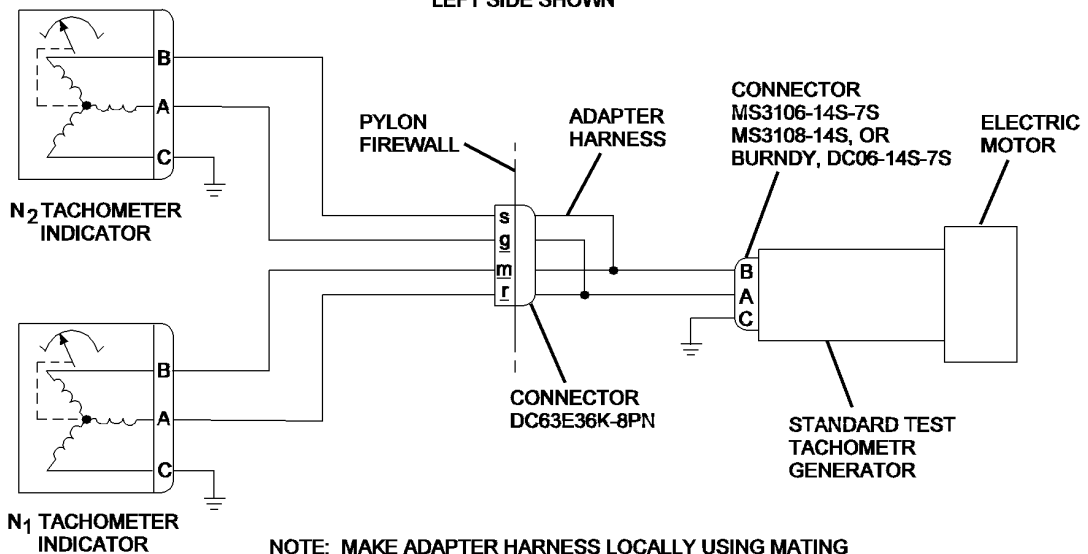 LEFT SIDE SHOWN
B
A
C
N2 TACHOMETER
INDICATOR
PYLON
FIREWALL
ADAPTER
HARNESS
CONNECTOR
MS3106-14S-7S
MS3108-14S, OR
BURNDY, DC06-14S-7S
ELECTRIC
MOTOR
s
g
m
r
B
A
C
B
A
C
N1 TACHOMETER
INDICATOR
CONNECTOR
DC63E36K-8PN
STANDARD TEST
TACHOMETR
GENERATOR
NOTE: MAKE ADAPTER HARNESS LOCALLY USING MATING